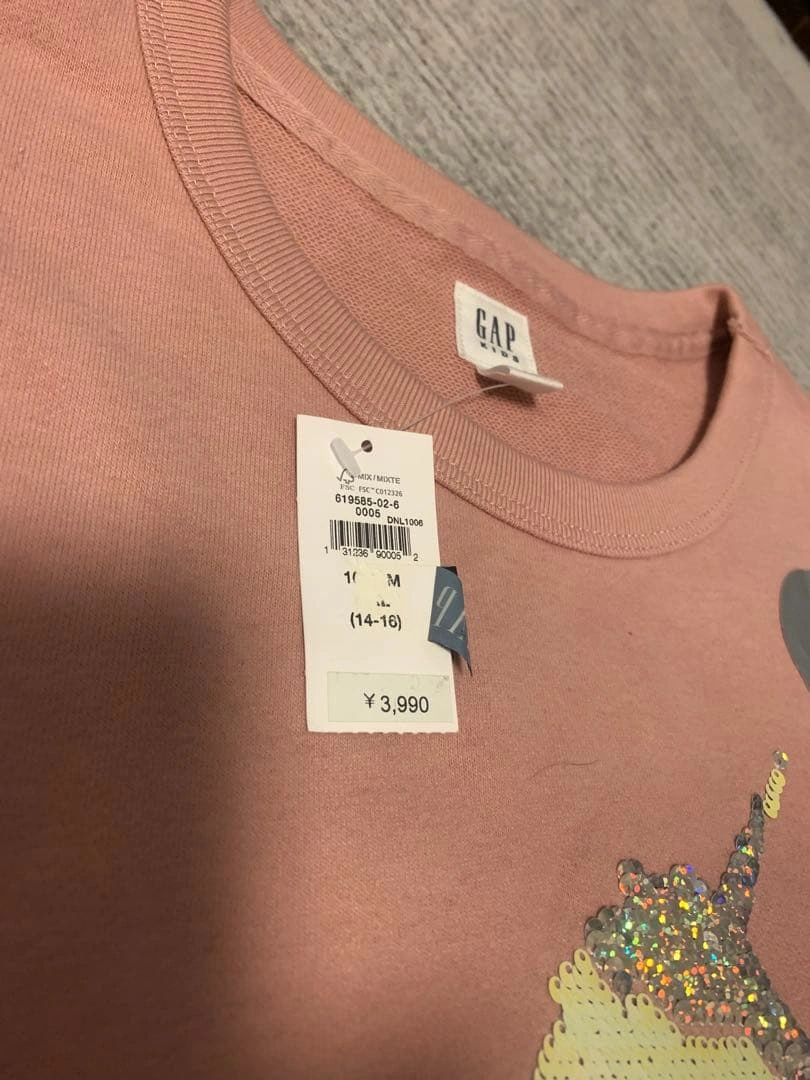 GAP
KIDS
MIX/MIXTE
FSC FSC™ C012326
619585-02-6
0005 DNL1006
1 31236 90005 2
(14-16)
¥3,990